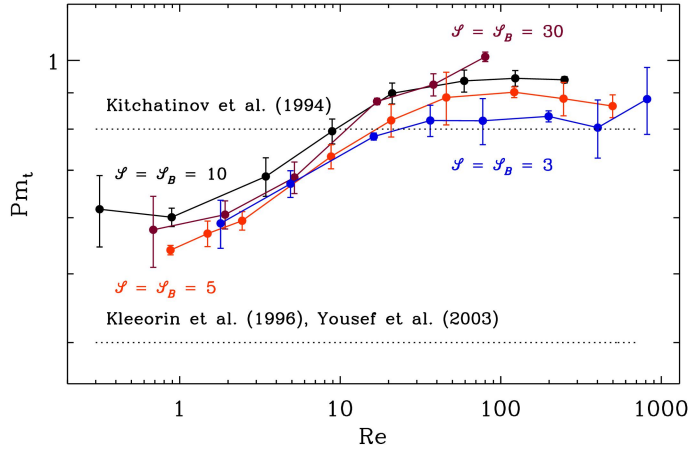 𝒮 = 𝒮_B = 30
1
Kitchatinov et al. (1994)
𝒮 = 𝒮_B = 10
𝒮 = 𝒮_B = 3
Pm_t
𝒮 = 𝒮_B = 5
Kleeorin et al. (1996), Yousef et al. (2003)
1 10 100 1000
Re